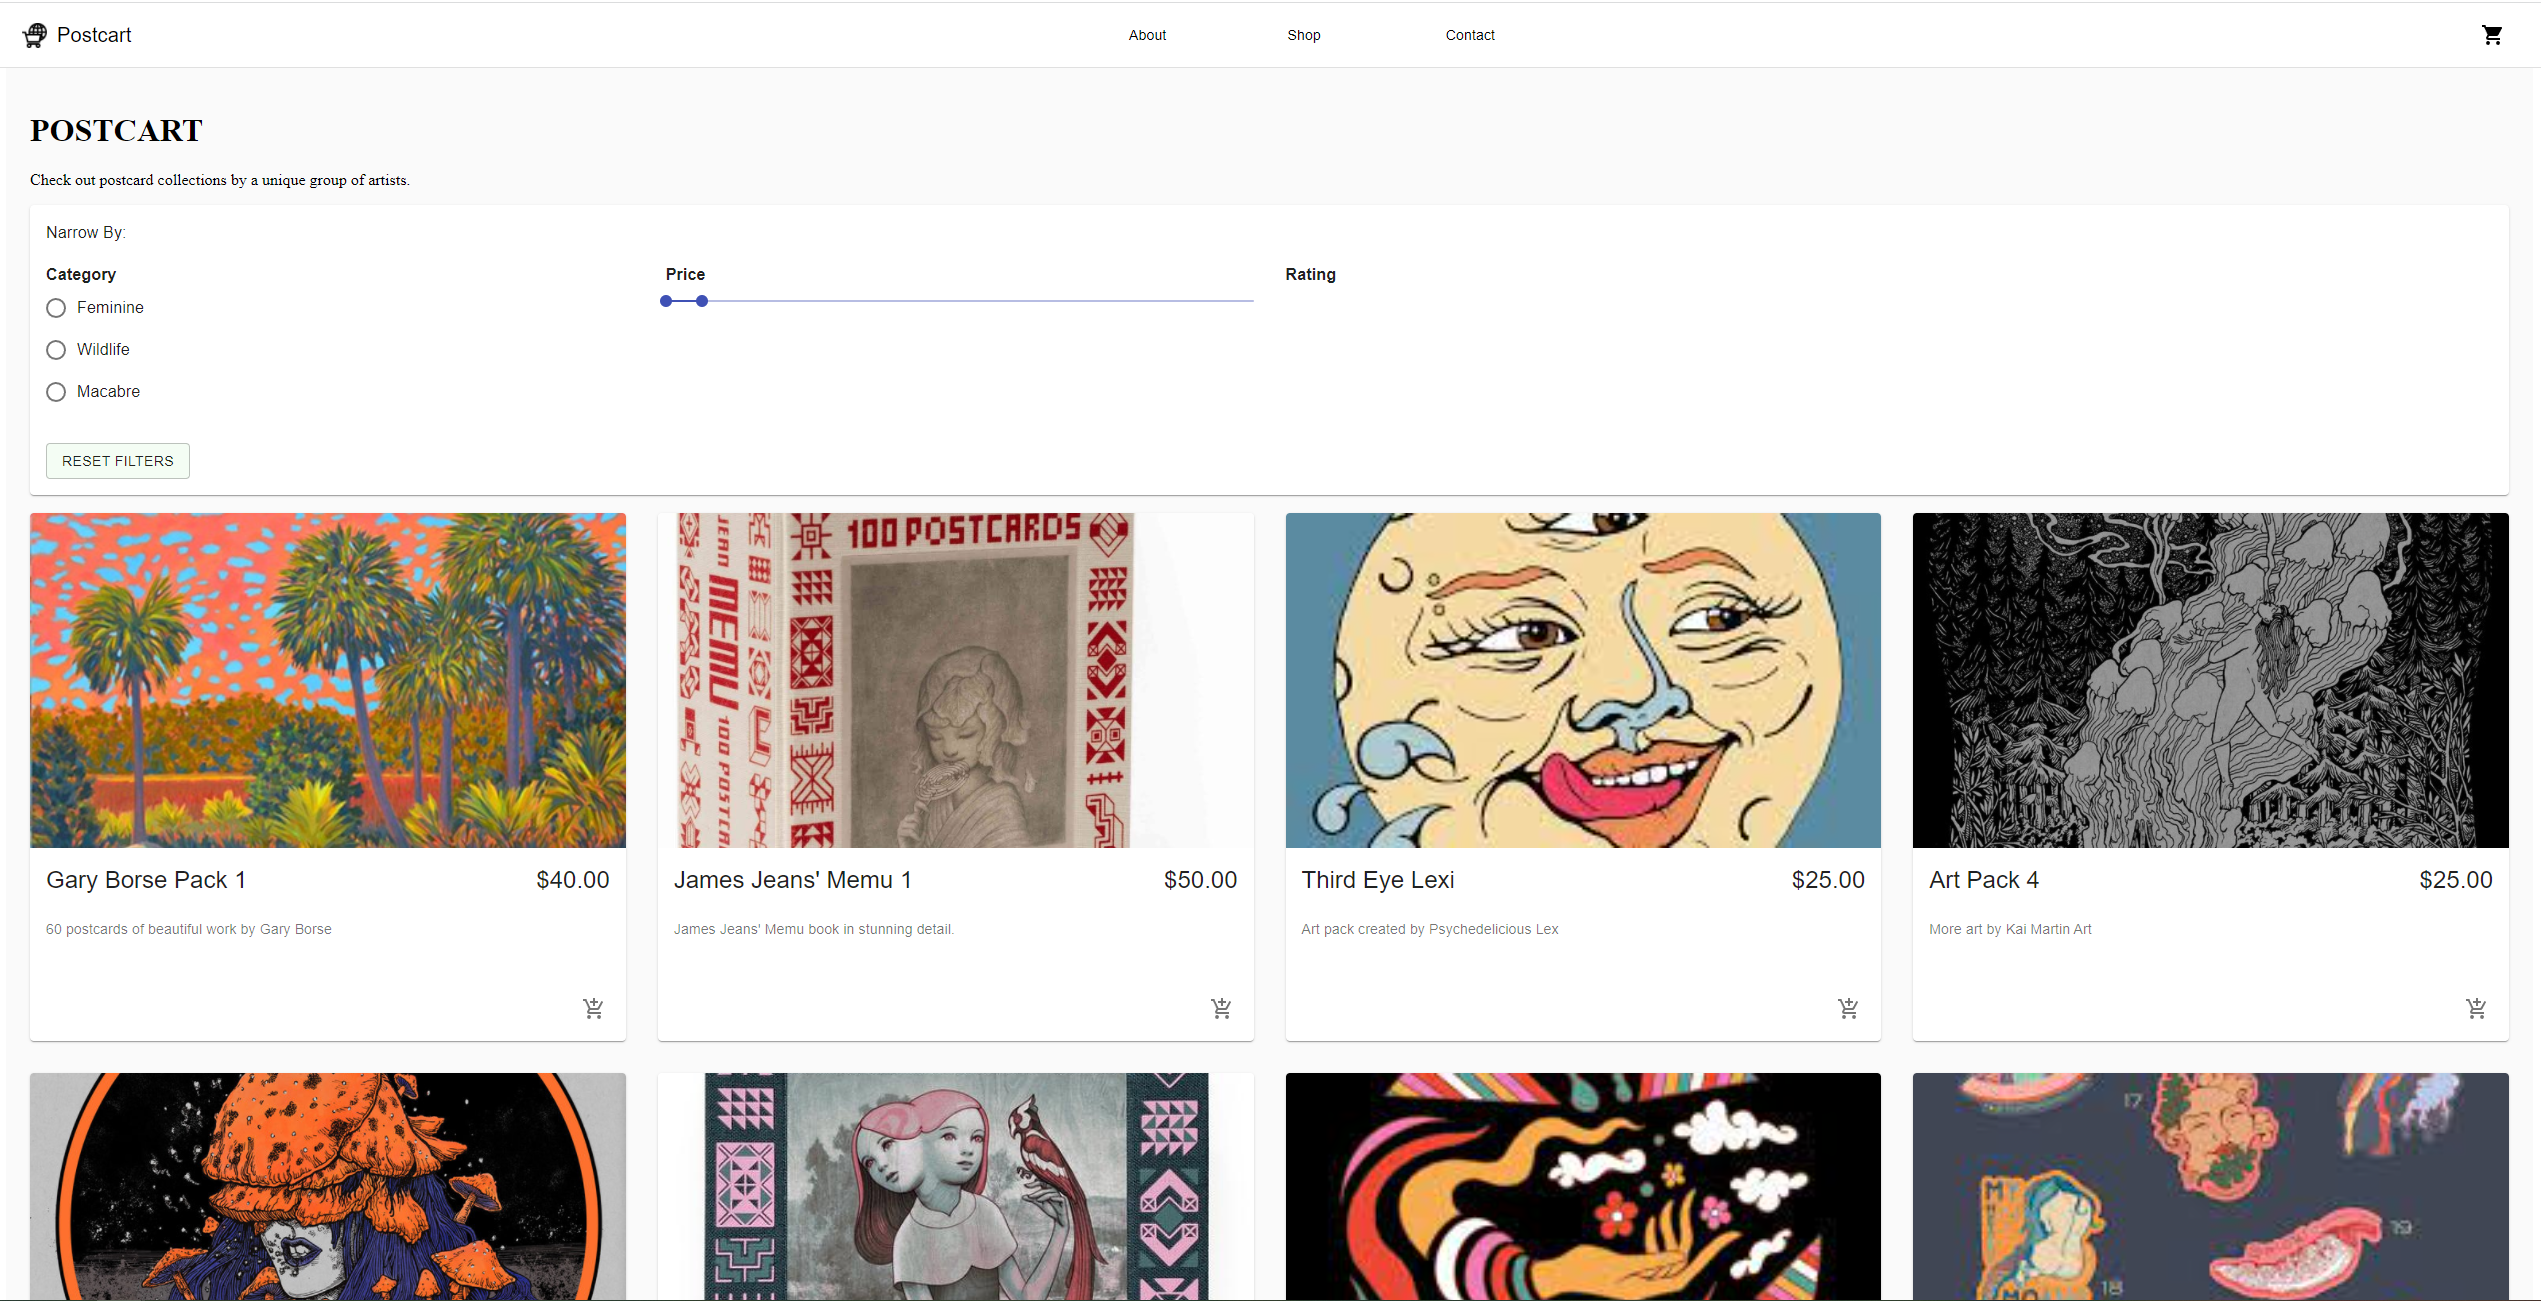 Postcart
About
Shop
Contact
POSTCART
Check out postcard collections by a unique group of artists.
Narrow By:
Category
Price
Rating
Feminine
Wildlife
Macabre
RESET FILTERS
100 POSTCARDS
JEAN
MEMU
100 POSTCA
Gary Borse Pack 1
$40.00
James Jeans' Memu 1
$50.00
Third Eye Lexi
$25.00
Art Pack 4
$25.00
60 postcards of beautiful work by Gary Borse
James Jeans' Memu book in stunning detail.
Art pack created by Psychedelicious Lex
More art by Kai Martin Art
17
19
18